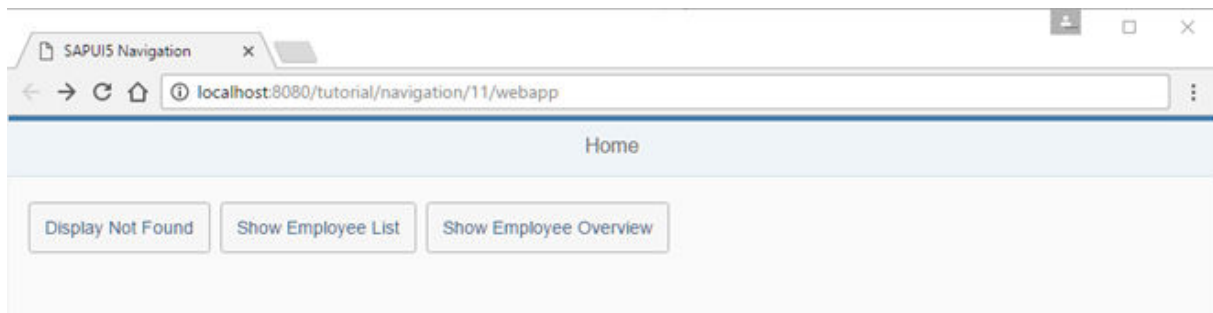 SAPUI5 Navigation
localhost:8080/tutorial/navigation/11/webapp
Home
Display Not Found Show Employee List Show Employee Overview